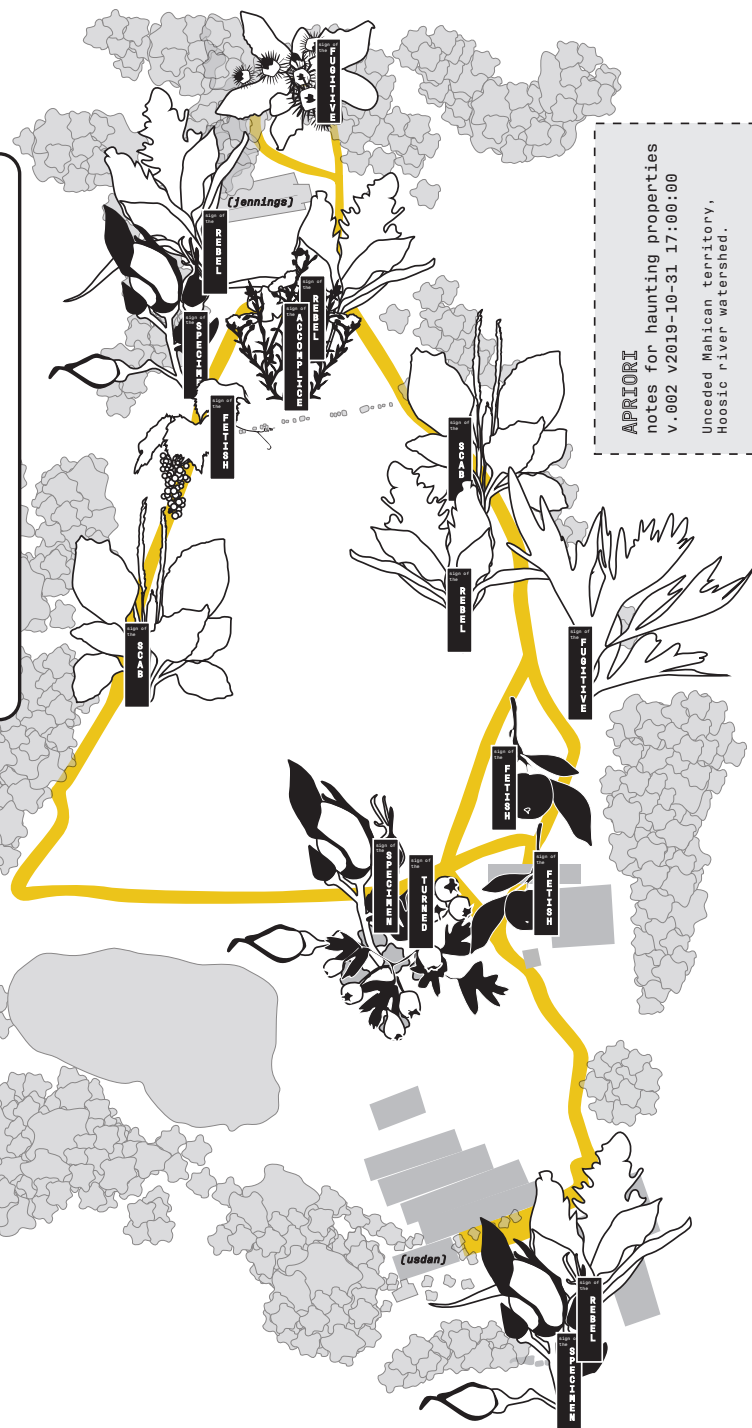 sign of
the
FUGITIVE
APRIORI
notes for haunting properties
v.002 v2019-10-31 17:00:00
Unceded Mahican territory,
Hoosic river watershed.
[jennings]
sign of
the
REBEL
sign of
the
REBEL
sign of
the
ACCOMPLICE
sign of
the
SPECIM
sign of
the
FETISH
sign of
the
SCAB
sign of
the
REBEL
sign of
the
SCAB
sign of
the
FUGITIVE
sign of
the
FETISH
sign of
the
SPECIMEN
sign of
the
TURNED
sign of
the
FETISH
[usdan]
sign of
the
REBEL
sign of
the
SPECIMEN